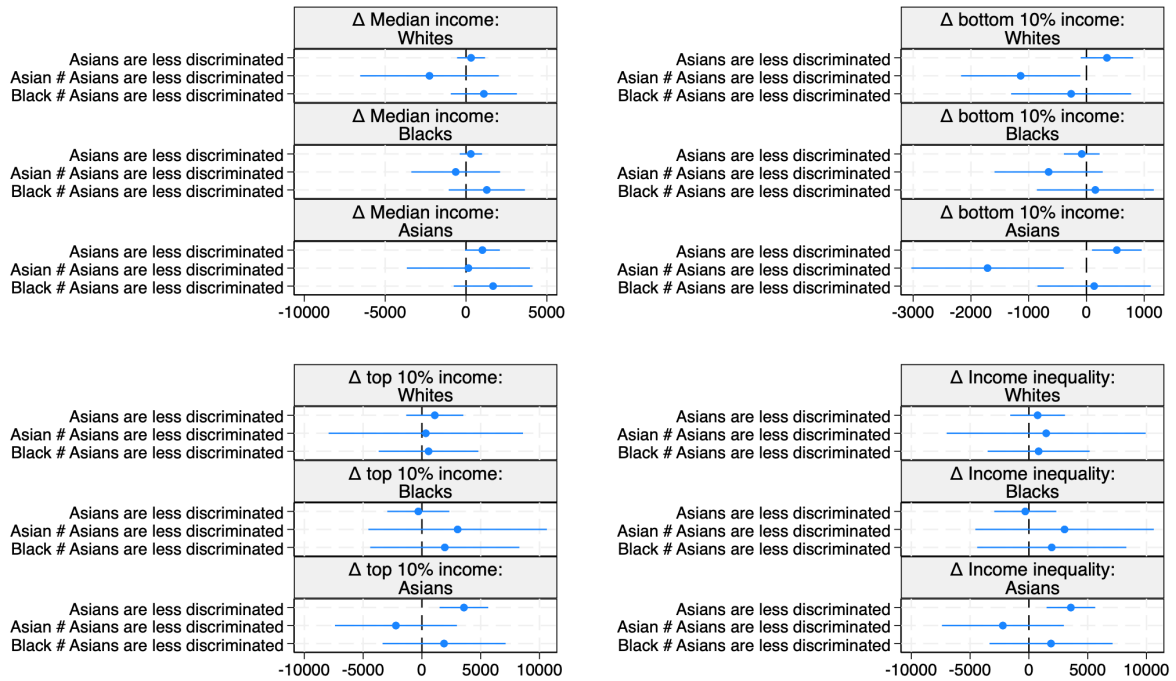 Δ Median income:
Whites
Asians are less discriminated
Asian # Asians are less discriminated
Black # Asians are less discriminated
Δ Median income:
Blacks
Asians are less discriminated
Asian # Asians are less discriminated
Black # Asians are less discriminated
Δ Median income:
Asians
Asians are less discriminated
Asian # Asians are less discriminated
Black # Asians are less discriminated
-10000 -5000 0 5000
Δ bottom 10% income:
Whites
Asians are less discriminated
Asian # Asians are less discriminated
Black # Asians are less discriminated
Δ bottom 10% income:
Blacks
Asians are less discriminated
Asian # Asians are less discriminated
Black # Asians are less discriminated
Δ bottom 10% income:
Asians
Asians are less discriminated
Asian # Asians are less discriminated
Black # Asians are less discriminated
-3000 -2000 -1000 0 1000
Δ top 10% income:
Whites
Asians are less discriminated
Asian # Asians are less discriminated
Black # Asians are less discriminated
Δ top 10% income:
Blacks
Asians are less discriminated
Asian # Asians are less discriminated
Black # Asians are less discriminated
Δ top 10% income:
Asians
Asians are less discriminated
Asian # Asians are less discriminated
Black # Asians are less discriminated
-10000 -5000 0 5000 10000
Δ Income inequality:
Whites
Asians are less discriminated
Asian # Asians are less discriminated
Black # Asians are less discriminated
Δ Income inequality:
Blacks
Asians are less discriminated
Asian # Asians are less discriminated
Black # Asians are less discriminated
Δ Income inequality:
Asians
Asians are less discriminated
Asian # Asians are less discriminated
Black # Asians are less discriminated
-10000 -5000 0 5000 10000